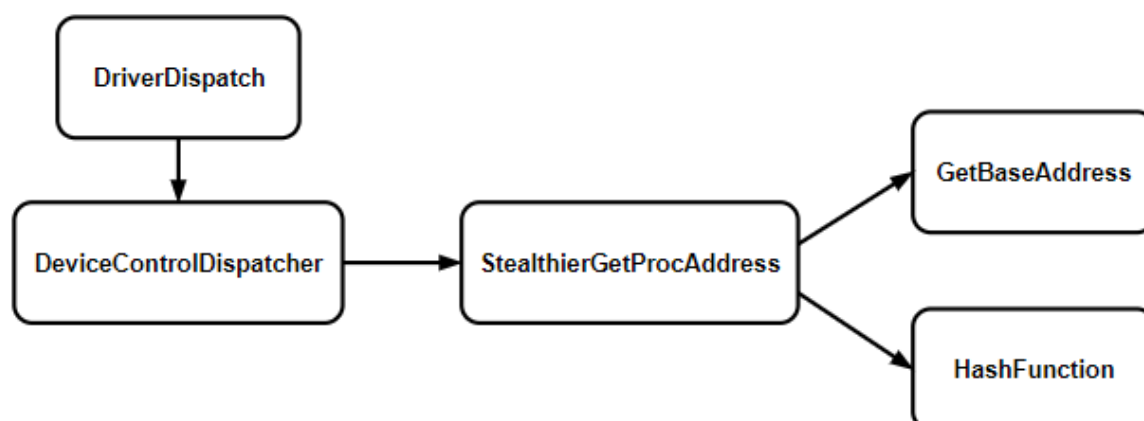 DriverDispatch
GetBaseAddress
DeviceControlDispatcher
StealthierGetProcAddress
HashFunction